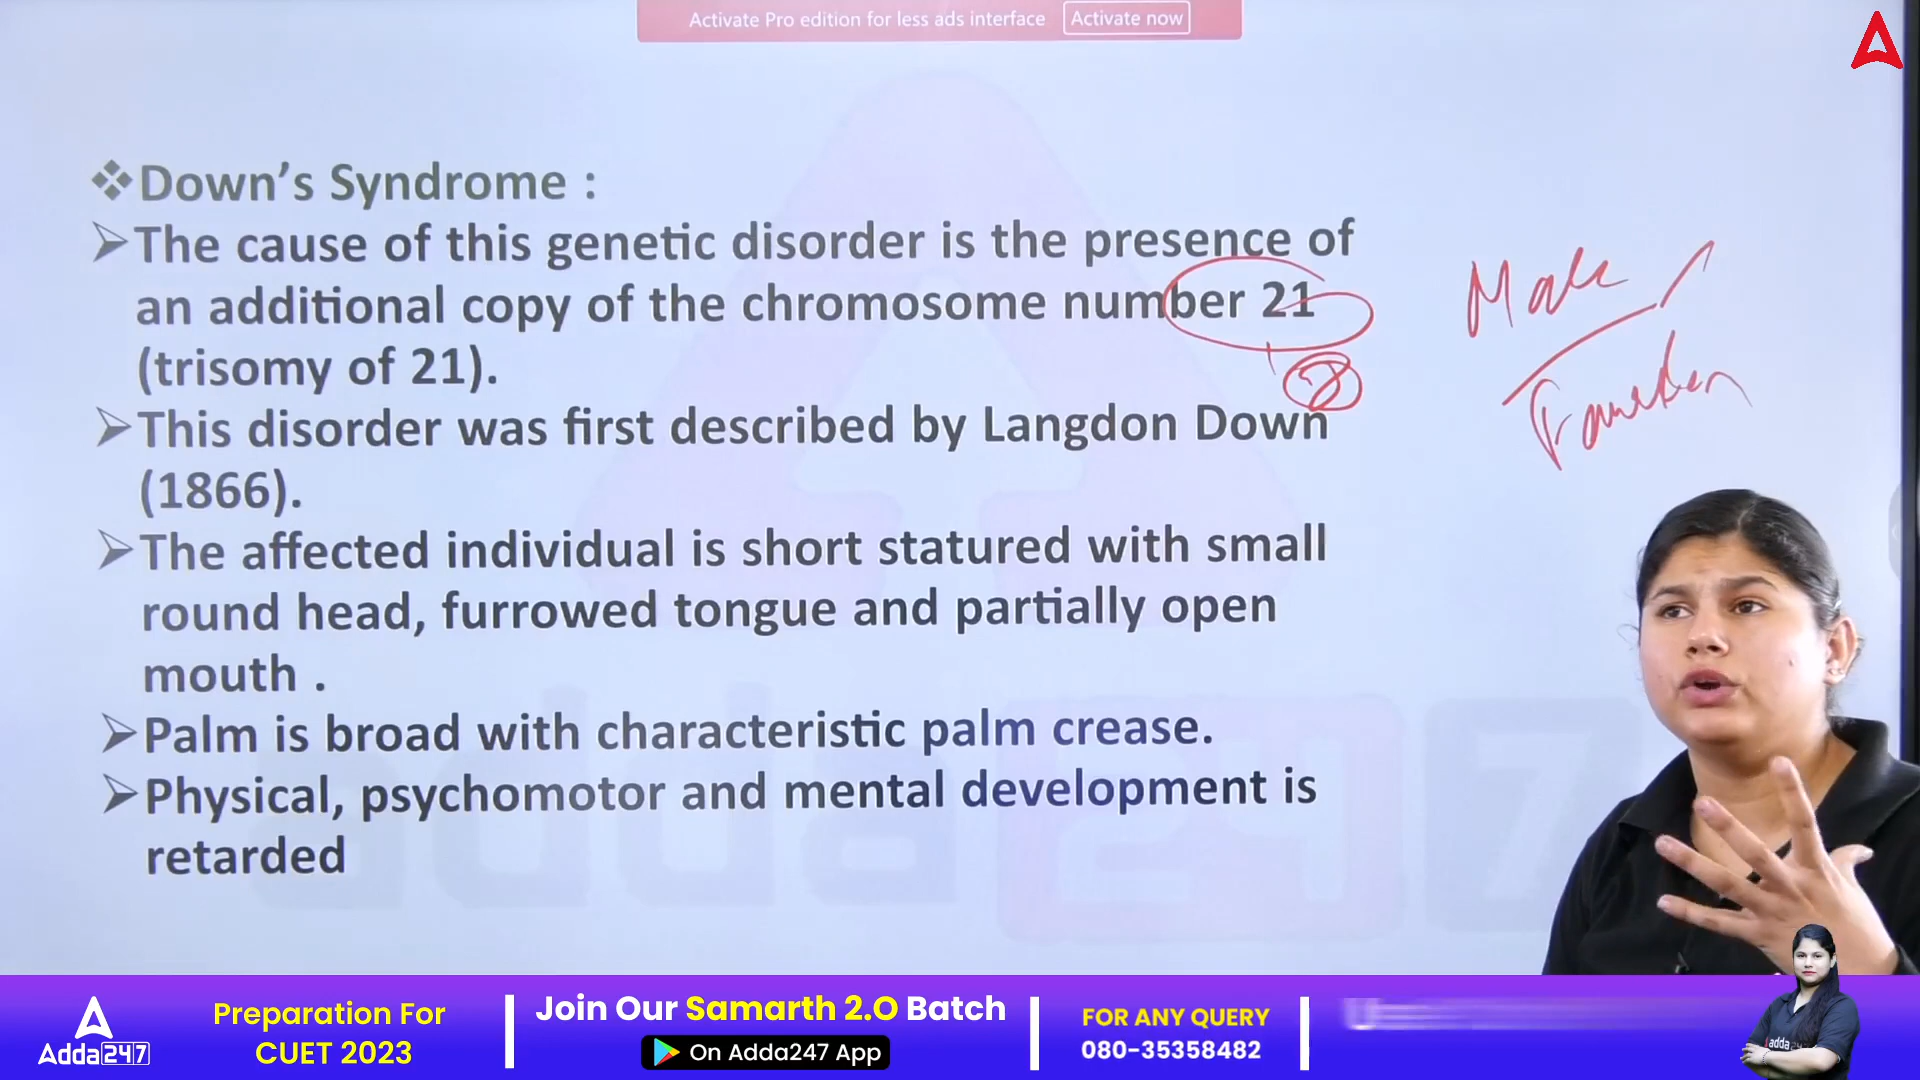 Activate Pro edition for less ads interface Activate now
❖Down's Syndrome :
➢The cause of this genetic disorder is the presence of
an additional copy of the chromosome number 21
(trisomy of 21).
➢This disorder was first described by Langdon Down
(1866).
➢The affected individual is short statured with small
round head, furrowed tongue and partially open
mouth .
➢Palm is broad with characteristic palm crease.
➢Physical, psychomotor and mental development is
retarded
Male
adda247
Adda247
Preparation For
CUET 2023
Join Our Samarth 2.O Batch
On Adda247 App
FOR ANY QUERY
080-35358482